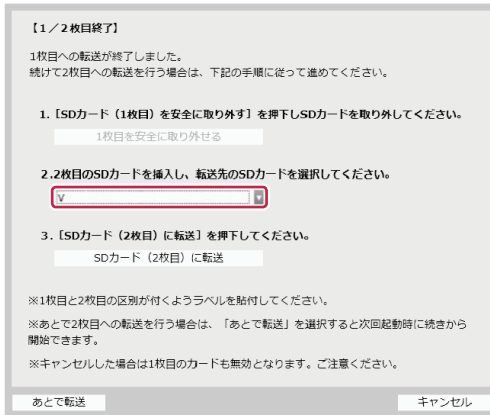 【１／２枚目終了】
1枚目への転送が終了しました。
続けて2枚目への転送を行う場合は、下記の手順に従って進めてください。
1.［SDカード（1枚目）を安全に取り外す］を押下しSDカードを取り外してください。
1枚目を安全に取り外せる
2.2枚目のSDカードを挿入し、転送先のSDカードを選択してください。
V
3.［SDカード（2枚目）に転送］を押下してください。
SDカード（2枚目）に転送
※1枚目と2枚目の区別が付くようラベルを貼付してください。
※あとで2枚目への転送を行う場合は、「あとで転送」を選択すると次回起動時に続きから
開始できます。
※キャンセルした場合は1枚目のカードも無効となります。ご注意ください。
あとで転送
キャンセル